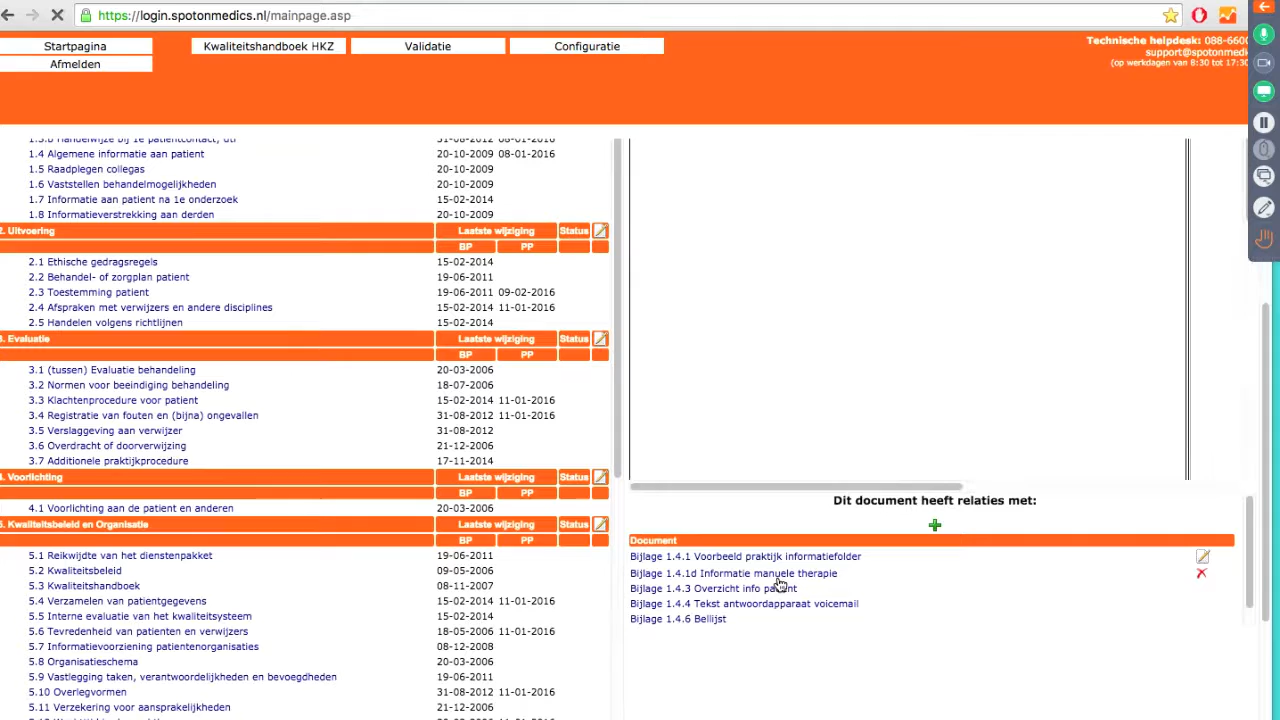 https://login.spotonmedics.nl/mainpage.asp
Startpagina
Afmelden
Kwaliteitshandboek HKZ
Validatie
Configuratie
Technische helpdesk: 088-6600
support@spotonmedic
(op werkdagen van 8:30 tot 17:30
1.3.b Handelwijze bij 1e patientcontact, dtf 31-08-2012 08-01-2016
1.4 Algemene informatie aan patient 20-10-2009 08-01-2016
1.5 Raadplegen collegas 20-10-2009
1.6 Vaststellen behandelmogelijkheden 20-10-2009
1.7 Informatie aan patient na 1e onderzoek 15-02-2014
1.8 Informatieverstrekking aan derden 20-10-2009
2. Uitvoering Laatste wijziging Status
BP PP
2.1 Ethische gedragsregels 15-02-2014
2.2 Behandel- of zorgplan patient 19-06-2011
2.3 Toestemming patient 19-06-2011 09-02-2016
2.4 Afspraken met verwijzers en andere disciplines 15-02-2014 11-01-2016
2.5 Handelen volgens richtlijnen 15-02-2014
3. Evaluatie Laatste wijziging Status
BP PP
3.1 (tussen) Evaluatie behandeling 20-03-2006
3.2 Normen voor beeindiging behandeling 18-07-2006
3.3 Klachtenprocedure voor patient 15-02-2014 11-01-2016
3.4 Registratie van fouten en (bijna) ongevallen 31-08-2012 11-01-2016
3.5 Verslaggeving aan verwijzer 31-08-2012
3.6 Overdracht of doorverwijzing 21-12-2006
3.7 Additionele praktijkprocedure 17-11-2014
4. Voorlichting Laatste wijziging Status
BP PP
4.1 Voorlichting aan de patient en anderen 20-03-2006
5. Kwaliteitsbeleid en Organisatie Laatste wijziging Status
BP PP
5.1 Reikwijdte van het dienstenpakket 19-06-2011
5.2 Kwaliteitsbeleid 09-05-2006
5.3 Kwaliteitshandboek 08-11-2007
5.4 Verzamelen van patientgegevens 15-02-2014 11-01-2016
5.5 Interne evaluatie van het kwaliteitsysteem 15-02-2014
5.6 Tevredenheid van patienten en verwijzers 18-05-2006 11-01-2016
5.7 Informatievoorziening patientenorganisaties 08-12-2008
5.8 Organisatieschema 20-03-2006
5.9 Vastlegging taken, verantwoordelijkheden en bevoegdheden 19-06-2011
5.10 Overlegvormen 31-08-2012 11-01-2016
5.11 Verzekering voor aansprakelijkheden 21-12-2006
Dit document heeft relaties met:
Document
Bijlage 1.4.1 Voorbeeld praktijk informatiefolder
Bijlage 1.4.1d Informatie manuele therapie
Bijlage 1.4.3 Overzicht info patient
Bijlage 1.4.4 Tekst antwoordapparaat voicemail
Bijlage 1.4.6 Bellijst